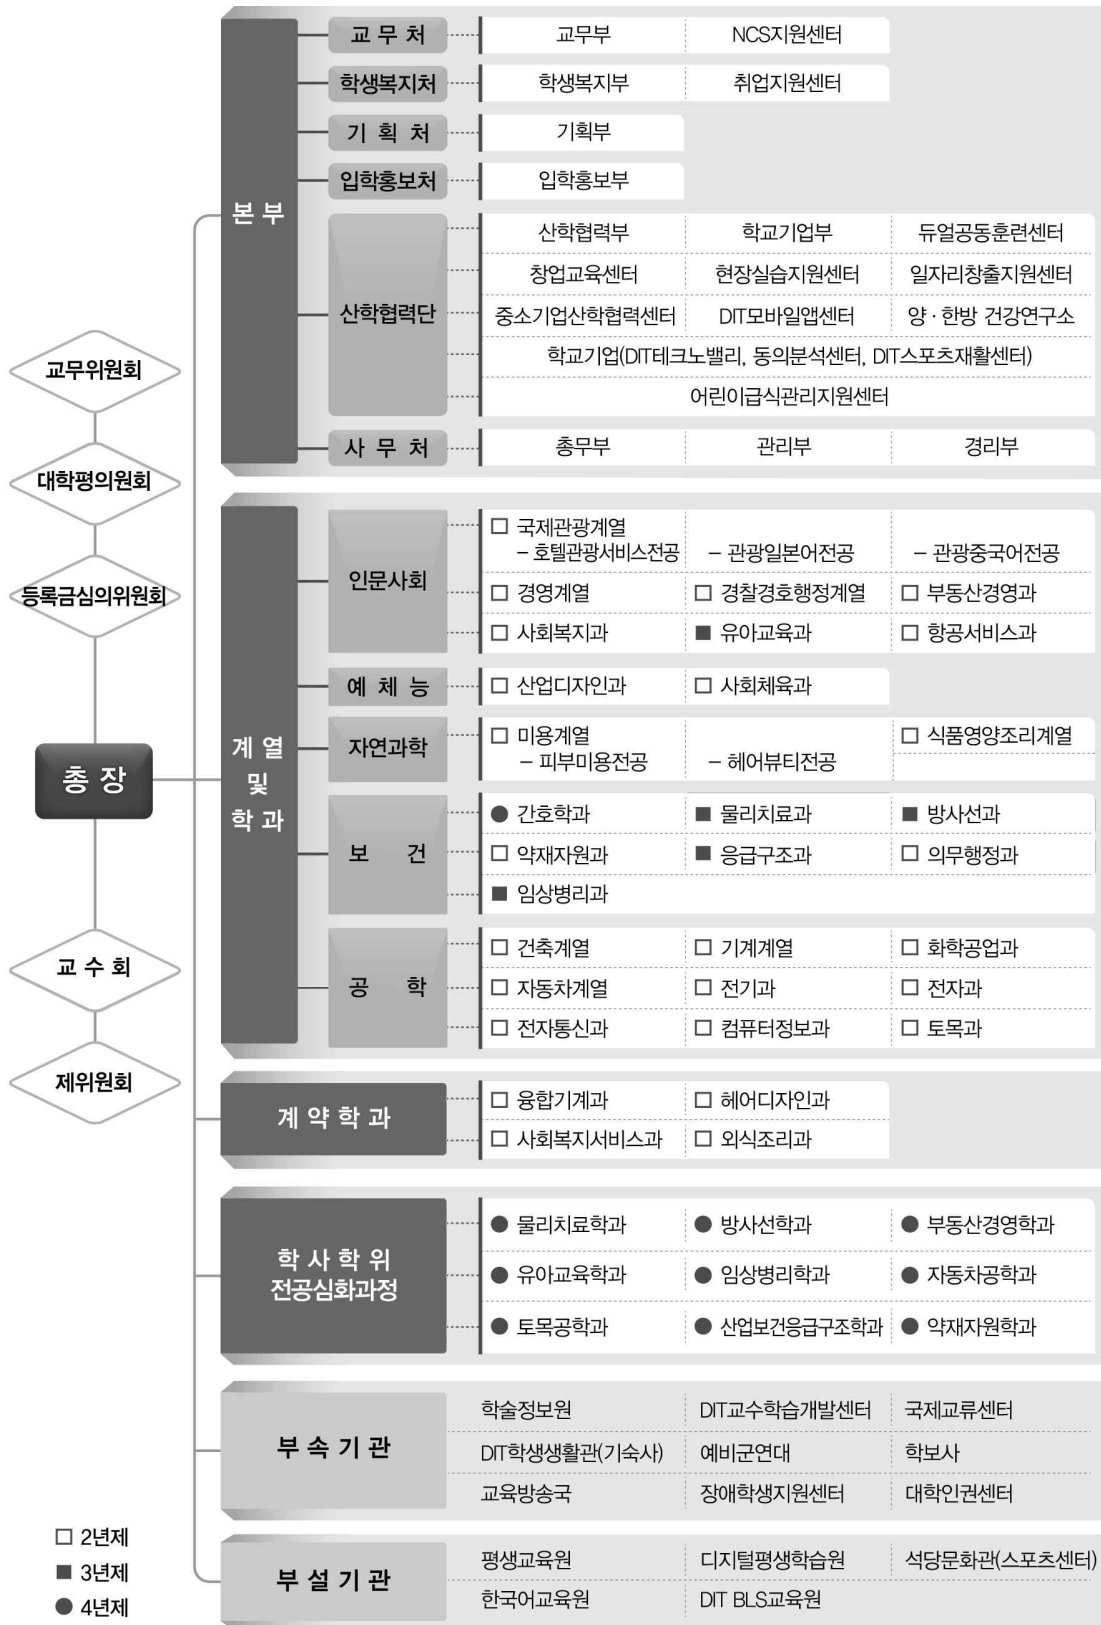 교무위원회
대학평의원회
등록금심의위원회
총 장
교 수 회
제위원회
□ 2년제
■ 3년제
● 4년제
본 부
교 무 처
교무부 NCS지원센터
학생복지처
학생복지부 취업지원센터
기 획 처
기획부
입학홍보처
입학홍보부
산학협력단
산학협력부 학교기업부 듀얼공동훈련센터
창업교육센터 현장실습지원센터 일자리창출지원센터
중소기업산학협력센터 DIT모바일앱센터 양 · 한방 건강연구소
학교기업(DIT테크노밸리, 동의분석센터, DIT스포츠재활센터)
어린이급식관리지원센터
사 무 처
총무부 관리부 경리부
계 열
및
학 과
인문사회
□ 국제관광계열
– 호텔관광서비스전공 – 관광일본어전공 – 관광중국어전공
□ 경영계열 □ 경찰경호행정계열 □ 부동산경영과
□ 사회복지과 ■ 유아교육과 □ 항공서비스과
예 체 능
□ 산업디자인과 □ 사회체육과
자연과학
□ 미용계열 □ 식품영양조리계열
– 피부미용전공 – 헤어뷰티전공
보 건
● 간호학과 ■ 물리치료과 ■ 방사선과
□ 약재자원과 ■ 응급구조과 □ 의무행정과
■ 임상병리과
공 학
□ 건축계열 □ 기계계열 □ 화학공업과
□ 자동차계열 □ 전기과 □ 전자과
□ 전자통신과 □ 컴퓨터정보과 □ 토목과
계 약 학 과
□ 융합기계과 □ 헤어디자인과
□ 사회복지서비스과 □ 외식조리과
학 사 학 위
전공심화과정
● 물리치료학과 ● 방사선학과 ● 부동산경영학과
● 유아교육학과 ● 임상병리학과 ● 자동차공학과
● 토목공학과 ● 산업보건응급구조학과 ● 약재자원학과
부 속 기 관
학술정보원 DIT교수학습개발센터 국제교류센터
DIT학생생활관(기숙사) 예비군연대 학보사
교육방송국 장애학생지원센터 대학인권센터
부 설 기 관
평생교육원 디지털평생학습원 석당문화관(스포츠센터)
한국어교육원 DIT BLS교육원